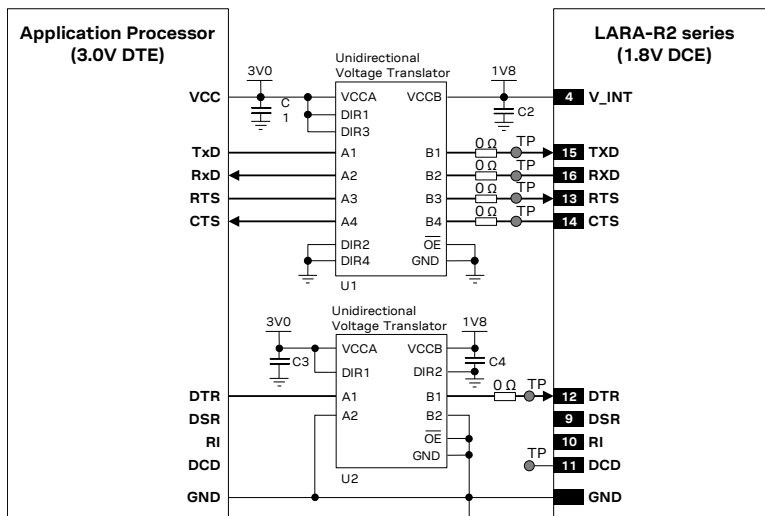 Application Processor
(3.0V DTE)
LARA-R2 series
(1.8V DCE)
Unidirectional
Voltage Translator
3V0
1V8
VCC
C
1
VCCA
VCCB
C2
4
V_INT
DIR1
DIR3
TxD
A1
B1
0 Ω
TP
15
TXD
RxD
A2
B2
0 Ω
TP
16
RXD
RTS
A3
B3
0 Ω
TP
13
RTS
CTS
A4
B4
0 Ω
TP
14
CTS
DIR2
OE
DIR4
GND
U1
Unidirectional
Voltage Translator
3V0
1V8
VCCA
VCCB
C3
C4
DIR1
DIR2
DTR
A1
B1
0 Ω
TP
12
DTR
DSR
A2
B2
9
DSR
RI
OE
10
RI
DCD
GND
TP
11
DCD
U2
GND
GND